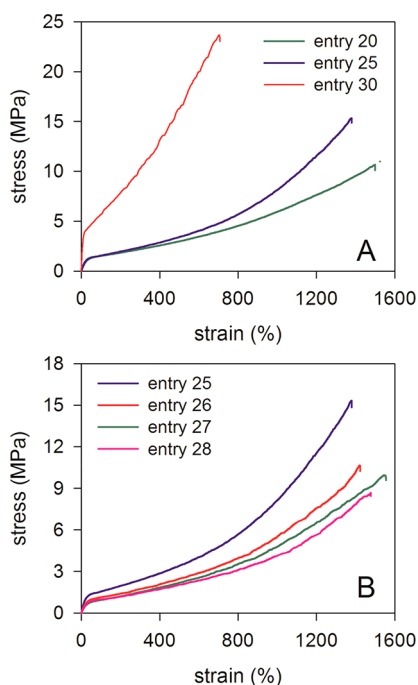 25
20
15
10
5
0
stress (MPa)
entry 20
entry 25
entry 30
A
0 400 800 1200 1600
strain (%)
18
15
12
9
6
3
0
stress (MPa)
entry 25
entry 26
entry 27
entry 28
B
0 400 800 1200 1600
strain (%)